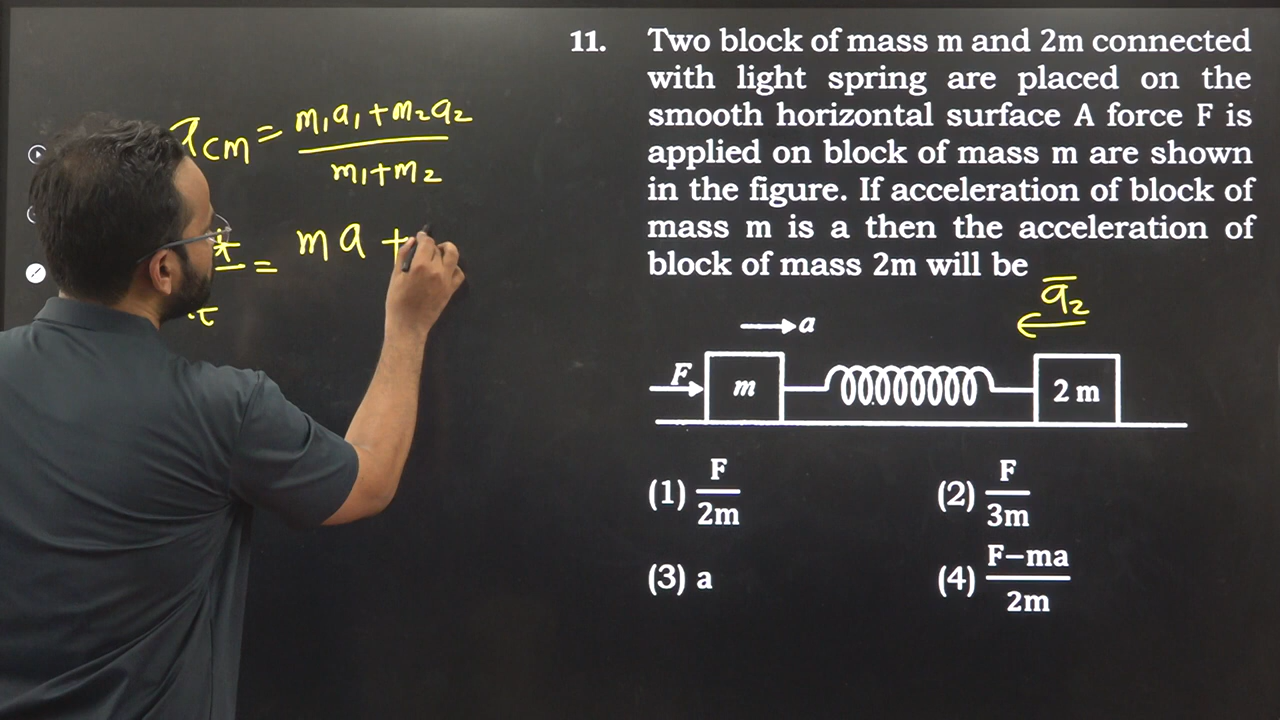 11. Two block of mass m and 2m connected
with light spring are placed on the
smooth horizontal surface A force F is
applied on block of mass m are shown
in the figure. If acceleration of block of
mass m is a then the acceleration of
block of mass 2m will be
a̅₂
→ a
F m 2 m
(1) F/2m (2) F/3m
(3) a (4) F−ma/2m
CM = m₁a₁+m₂a₂
m₁+m₂
= ma +